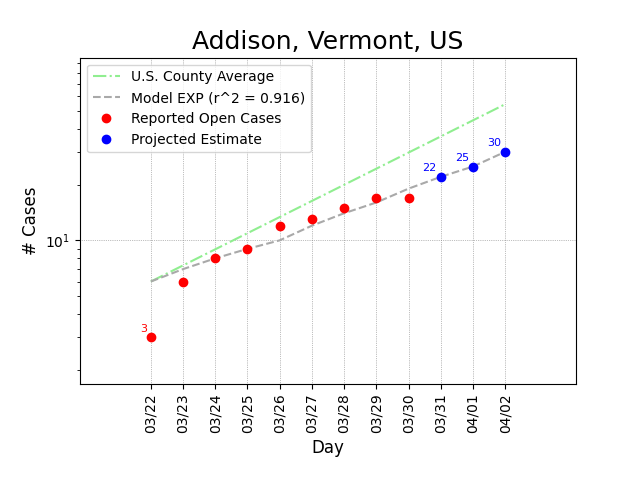 Addison, Vermont, US
U.S. County Average
Model EXP (r^2 = 0.916)
Reported Open Cases
Projected Estimate
# Cases
10^1
3
22
25
30
03/22
03/23
03/24
03/25
03/26
03/27
03/28
03/29
03/30
03/31
04/01
04/02
Day